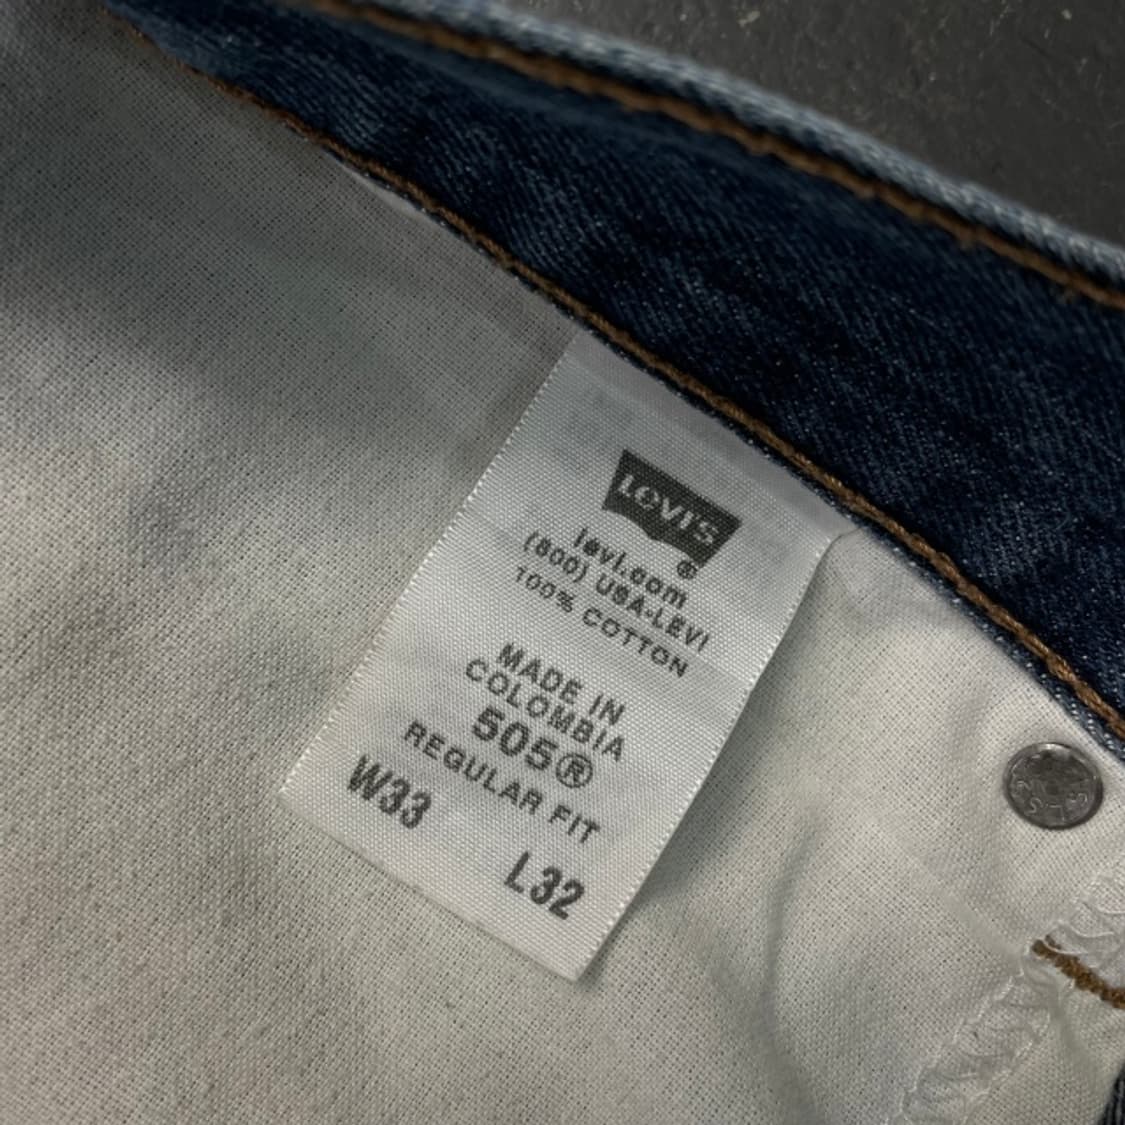 LEVI'S
®
levi.com
(800) USA-LEVI
100% COTTON
MADE IN
COLOMBIA
505®
REGULAR FIT
W33
L32